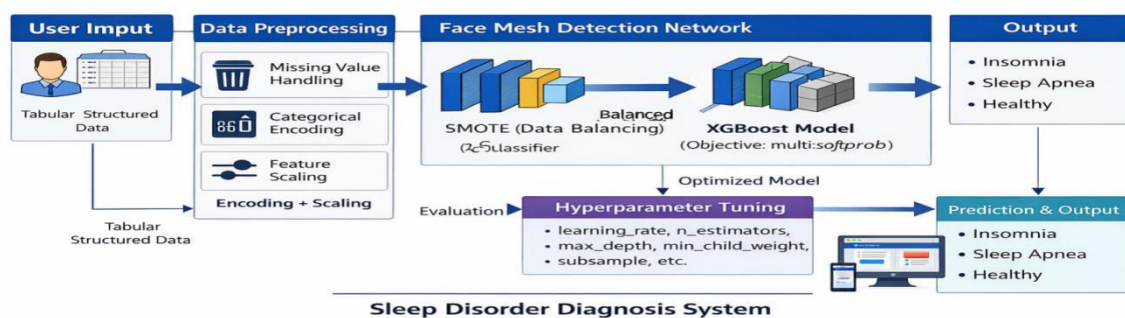 User Imput
Tabular Structured
Data
Tabular
Structured Data
Data Preprocessing
Missing Value
Handling
Categorical
Encoding
Feature
Scaling
Encoding + Scaling
Face Mesh Detection Network
SMOTE (Data Balancing)
Balanced
XGBoost Model
(Objective: multi:softprob)
Output
• Insomnia
• Sleep Apnea
• Healthy
Optimized Model
Evaluation
Hyperparameter Tuning
• learning_rate, n_estimators,
• max_depth, min_child_weight,
• subsample, etc.
Prediction & Output
• Insomnia
• Sleep Apnea
• Healthy
Sleep Disorder Diagnosis System